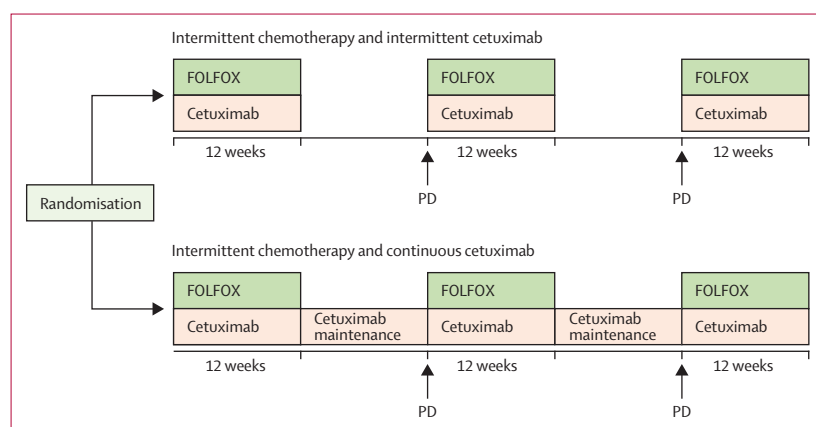 Intermittent chemotherapy and intermittent cetuximab
FOLFOX FOLFOX FOLFOX
Cetuximab Cetuximab Cetuximab
12 weeks 12 weeks 12 weeks
PD PD
Randomisation
Intermittent chemotherapy and continuous cetuximab
FOLFOX FOLFOX FOLFOX
Cetuximab Cetuximab maintenance Cetuximab Cetuximab maintenance Cetuximab
12 weeks 12 weeks 12 weeks
PD PD